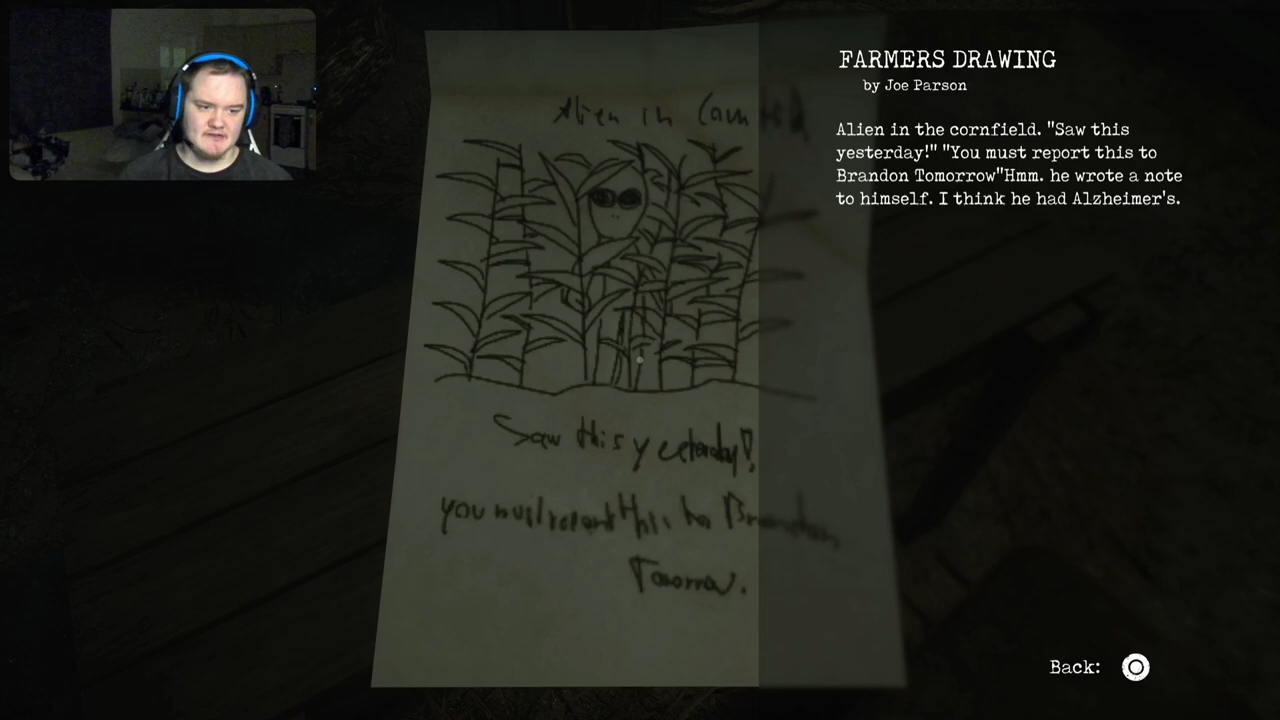 Alien in Cornfield
Saw this yesterday!
you must report this to Brandon
Tomorrow.
FARMERS DRAWING
by Joe Parson
Alien in the cornfield. "Saw this
yesterday!" "You must report this to
Brandon Tomorrow"Hmm. he wrote a note
to himself. I think he had Alzheimer's.
Back: